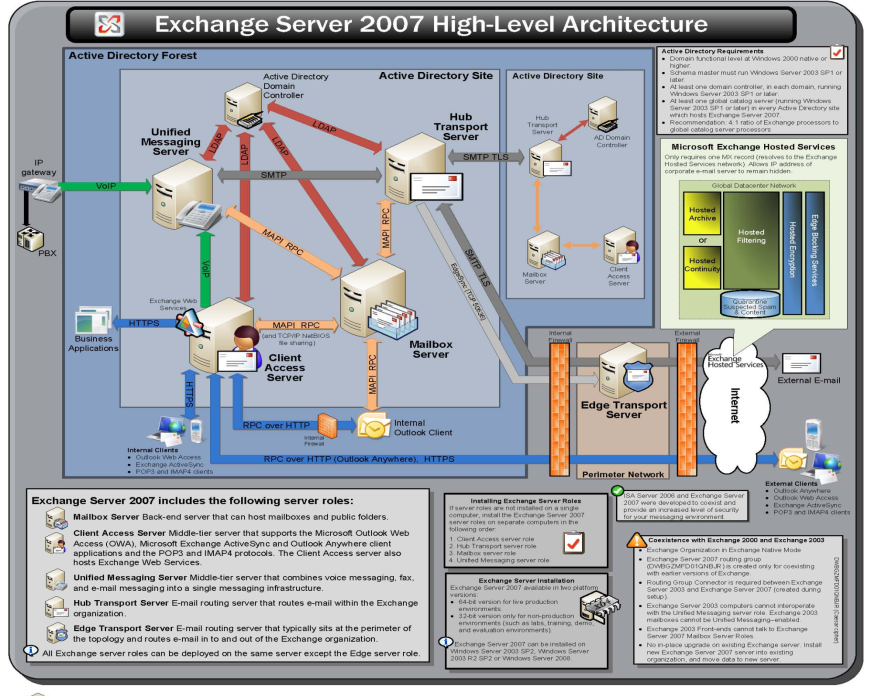 Exchange Server 2007 High-Level Architecture
Active Directory Forest
Active Directory Site
Active Directory
Domain
Controller
Unified
Messaging
Server
Hub
Transport
Server
LDAP
LDAP
LDAP
LDAP
SMTP
SMTP TLS
IP
gateway
VoIP
PBX
MAPI RPC
MAPI RPC
VoIP
SMTP TLS
EdgeSync (TCP 50636)
Exchange Web
Services
HTTPS
Business
Applications
MAPI RPC
(and TCP/IP NetBIOS
file sharing)
Client
Access
Server
Mailbox
Server
HTTPS
MAPI RPC
RPC over HTTP
Internal
Firewall
Internal
Outlook Client
Internal Clients
• Outlook Web Access
• Exchange ActiveSync
• POP3 and IMAP4 clients
RPC over HTTP (Outlook Anywhere), HTTPS
Active Directory Site
Hub
Transport
Server
AD Domain
Controller
Mailbox
Server
Client
Access
Server
Internal
Firewall
External
Firewall
Edge Transport
Server
Perimeter Network
Exchange
Hosted Services
Internet
External E-mail
External Clients
• Outlook Anywhere
• Outlook Web Access
• Exchange ActiveSync
• POP3 and IMAP4 clients
Active Directory Requirements
• Domain functional level at Windows 2000 native or
higher.
• Schema master must run Windows Server 2003 SP1 or
later.
• At least one domain controller, in each domain, running
Windows Server 2003 SP1 or later.
• At least one global catalog server (running Windows
Server 2003 SP1 or later) in every Active Directory site
which hosts Exchange Server 2007.
• Recommendation: 4:1 ratio of Exchange processors to
global catalog server processors
Microsoft Exchange Hosted Services
Only requires one MX record (resolves to the Exchange
Hosted Services network). Allows IP address of
corporate e-mail server to remain hidden.
Global Datacenter Network
Hosted
Archive
or
Hosted
Continuity
Hosted
Filtering
Hosted Encryption
Edge Blocking Services
Quarantine
Suspected Spam
& Content
Exchange Server 2007 includes the following server roles:
Mailbox Server Back-end server that can host mailboxes and public folders.
Client Access Server Middle-tier server that supports the Microsoft Outlook Web
Access (OWA), Microsoft Exchange ActiveSync and Outlook Anywhere client
applications and the POP3 and IMAP4 protocols. The Client Access server also
hosts Exchange Web Services.
Unified Messaging Server Middle-tier server that combines voice messaging, fax,
and e-mail messaging into a single messaging infrastructure.
Hub Transport Server E-mail routing server that routes e-mail within the Exchange
organization.
Edge Transport Server E-mail routing server that typically sits at the perimeter of
the topology and routes e-mail in to and out of the Exchange organization.
All Exchange server roles can be deployed on the same server except the Edge server role.
Installing Exchange Server Roles
If server roles are not installed on a single
computer, install the Exchange Server 2007
server roles on separate computers in the
following order:
1. Client Access server role
2. Hub Transport server role
3. Mailbox server role
4. Unified Messaging server role
Exchange Server Installation
Exchange Server 2007 available in two platform
versions:
• 64-bit version for live production
environments
• 32-bit version only for non-production
environments (such as labs, training, demo,
and evaluation environments).
Exchange Server 2007 can be installed on
Windows Server 2003 SP2, Windows Server
2003 R2 SP2 or Windows Server 2008.
ISA Server 2006 and Exchange Server
2007 were developed to coexist and
provide an increased level of security
for your messaging environment
Coexistence with Exchange 2000 and Exchange 2003
• Exchange Organization in Exchange Native Mode
• Exchange Server 2007 routing group
(DWBGZMFD01QNBJR) is created only for coexisting
with earlier versions of Exchange.
• Routing Group Connector is required between Exchange
Server 2003 and Exchange Server 2007 (created during
setup).
• Exchange Server 2003 computers cannot interoperate
with the Unified Messaging server role. Exchange 2003
mailboxes cannot be Unified Messaging–enabled.
• Exchange 2003 Front-ends cannot talk to Exchange
Server 2007 Mailbox Server Roles.
• No in-place upgrade on existing Exchange server. Install
new Exchange Server 2007 server into existing
organization, and move data to new server.